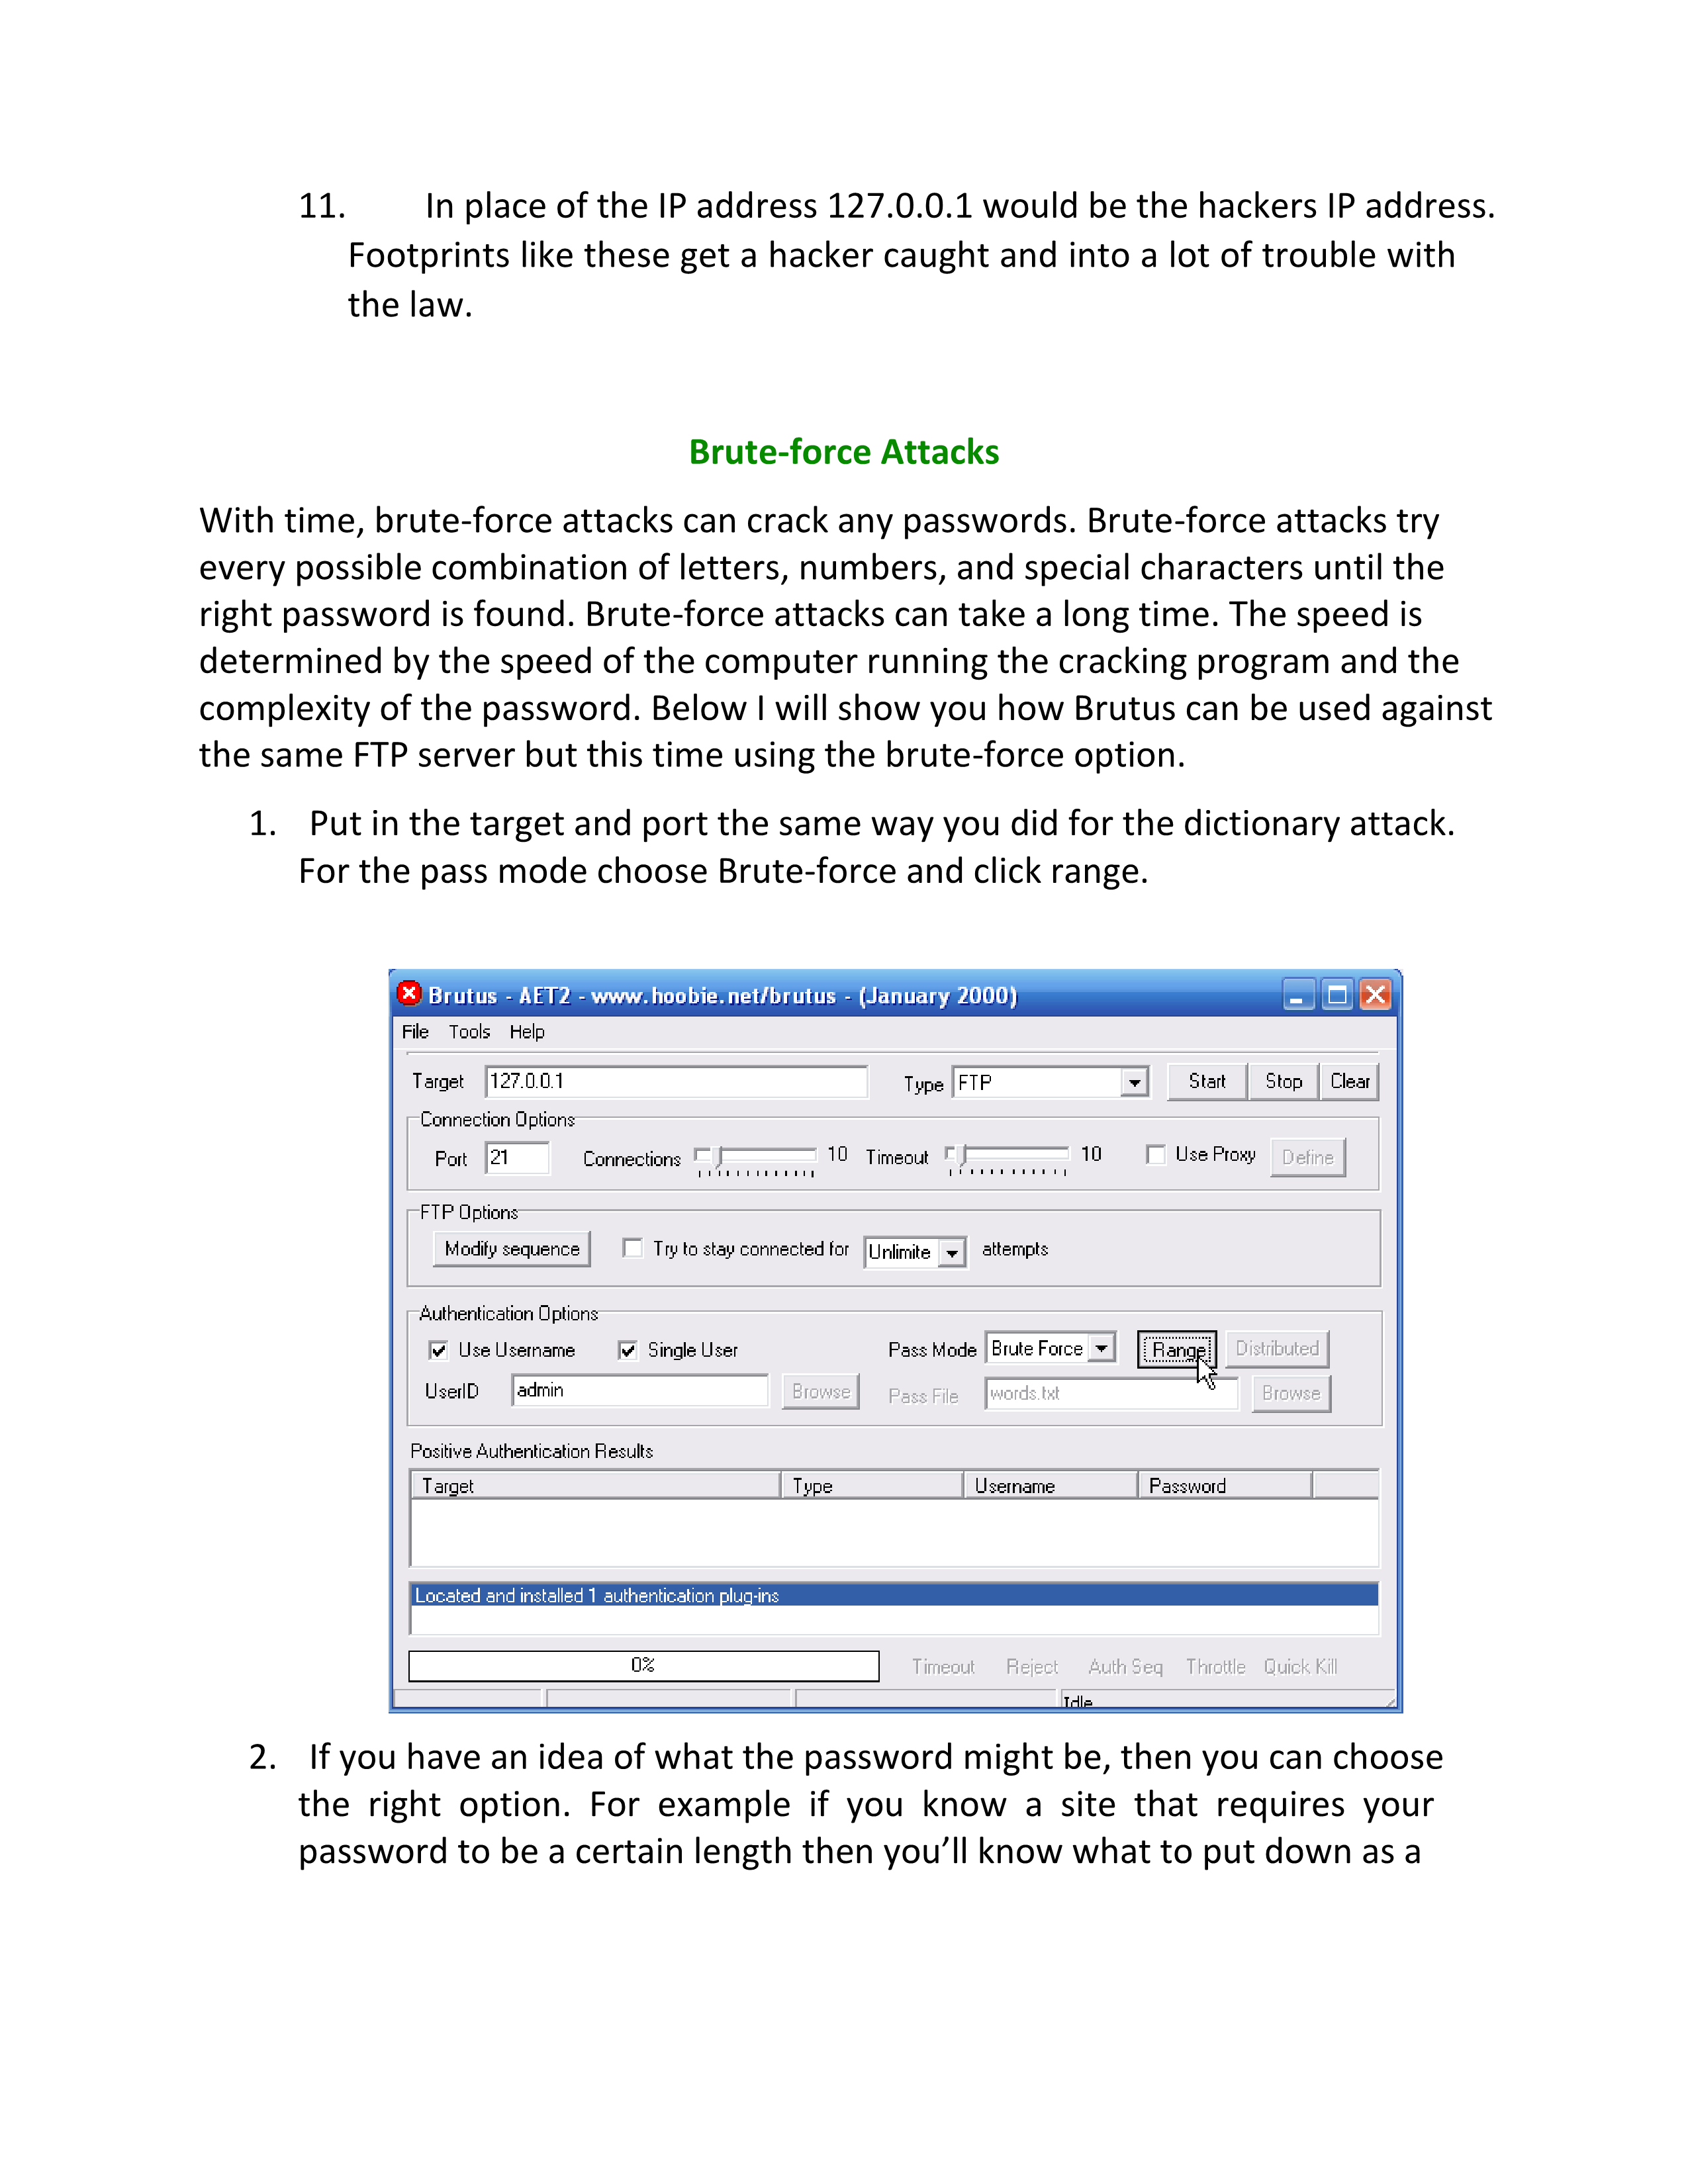 11. In place of the IP address 127.0.0.1 would be the hackers IP address.
Footprints like these get a hacker caught and into a lot of trouble with
the law.
Brute-force Attacks
With time, brute-force attacks can crack any passwords. Brute-force attacks try
every possible combination of letters, numbers, and special characters until the
right password is found. Brute-force attacks can take a long time. The speed is
determined by the speed of the computer running the cracking program and the
complexity of the password. Below I will show you how Brutus can be used against
the same FTP server but this time using the brute-force option.
1. Put in the target and port the same way you did for the dictionary attack.
For the pass mode choose Brute-force and click range.
Brutus - AET2 - www.hoobie.net/brutus - (January 2000)
File Tools Help
Target 127.0.0.1 Type FTP Start Stop Clear
Connection Options
Port 21 Connections 10 Timeout 10 Use Proxy Define
FTP Options
Modify sequence Try to stay connected for Unlimite attempts
Authentication Options
Use Username Single User Pass Mode Brute Force Range Distributed
UserID admin Browse Pass File words.txt Browse
Positive Authentication Results
Target Type Username Password
Located and installed 1 authentication plug-ins
0% Timeout Reject Auth Seq Throttle Quick Kill
Idle
2. If you have an idea of what the password might be, then you can choose
the right option. For example if you know a site that requires your
password to be a certain length then you’ll know what to put down as a